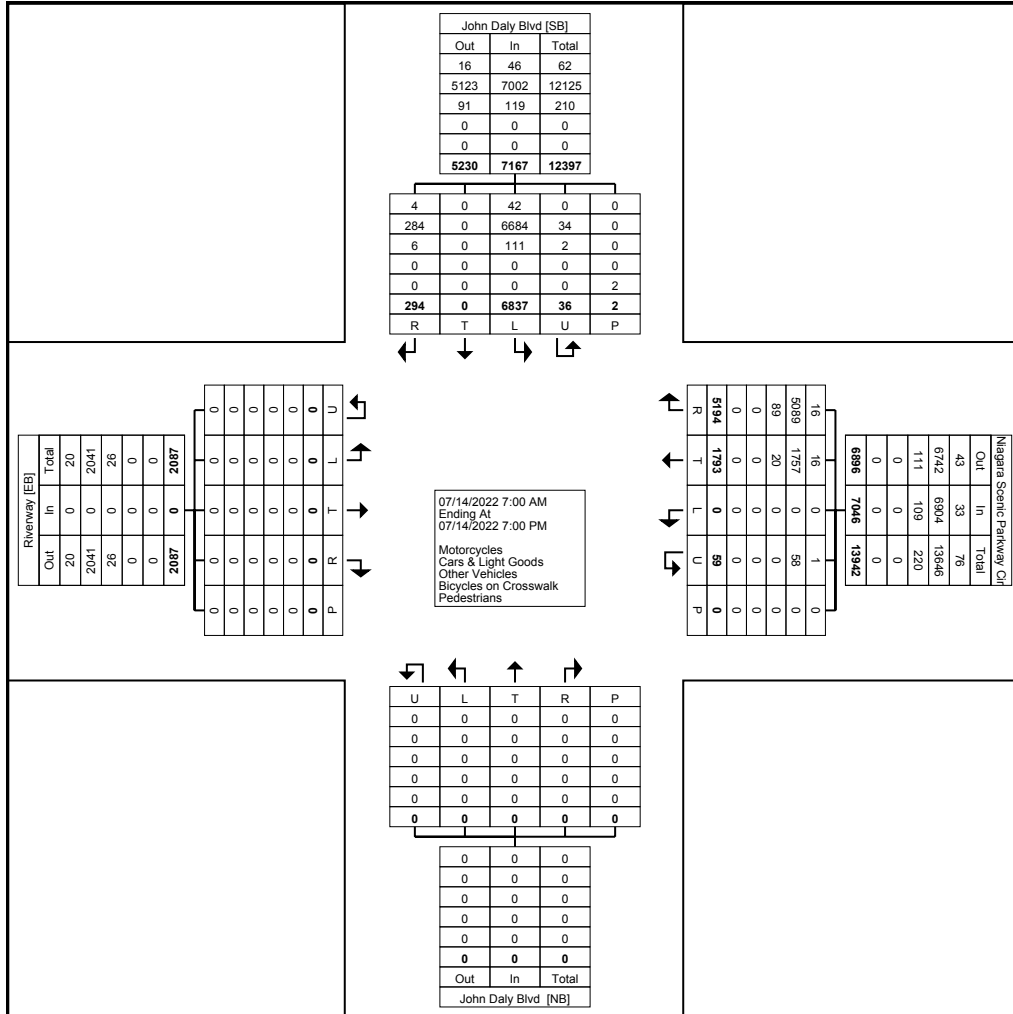 John Daly Blvd [SB]
Out In Total
16 46 62
5123 7002 12125
91 119 210
0 0 0
0 0 0
5230 7167 12397
4 0 42 0 0
284 0 6684 34 0
6 0 111 2 0
0 0 0 0 0
0 0 0 0 2
294 0 6837 36 2
R T L U P
Riverway [EB]
Total In Out
20 0 20
2041 0 2041
26 0 26
0 0 0
0 0 0
2087 0 2087
0 0 0 0 0
0 0 0 0 0
0 0 0 0 0
0 0 0 0 0
0 0 0 0 0
0 0 0 0 0
U L T R P
07/14/2022 7:00 AM
Ending At
07/14/2022 7:00 PM
Motorcycles
Cars & Light Goods
Other Vehicles
Bicycles on Crosswalk
Pedestrians
R T L U P
5194 1793 0 59 0
0 0 0 0 0
0 0 0 0 0
89 20 0 0 0
5089 1757 0 58 0
16 16 0 1 0
Niagara Scenic Parkway Cir
Out In Total
43 33 76
6742 6904 13646
111 109 220
0 0 0
0 0 0
6896 7046 13942
U L T R P
0 0 0 0 0
0 0 0 0 0
0 0 0 0 0
0 0 0 0 0
0 0 0 0 0
0 0 0 0 0
0 0 0
0 0 0
0 0 0
0 0 0
0 0 0
0 0 0
Out In Total
John Daly Blvd [NB]